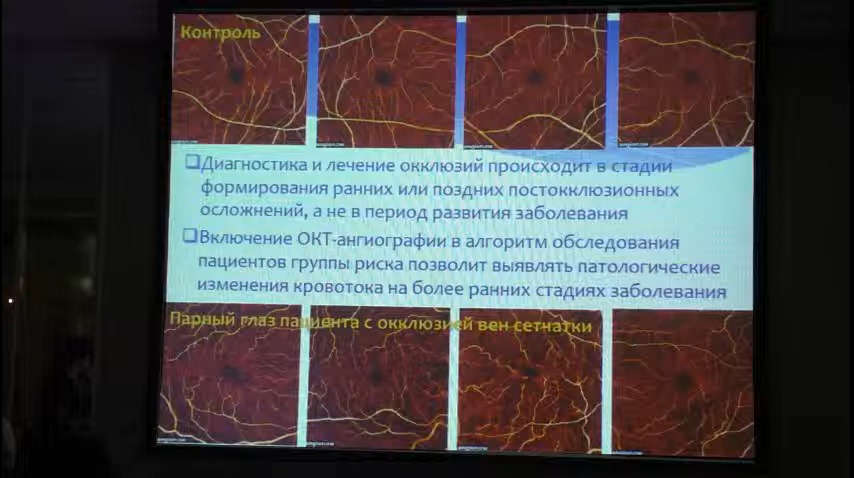 Контроль
Диагностика и лечение окклюзий происходит в стадии
формирования ранних или поздних постокклюзионных
осложнений, а не в период развития заболевания
Включение ОКТ-ангиографии в алгоритм обследования
пациентов группы риска позволит выявлять патологические
изменения кровотока на более ранних стадиях заболевания
Парный глаз пациента с окклюзией вен сетчатки